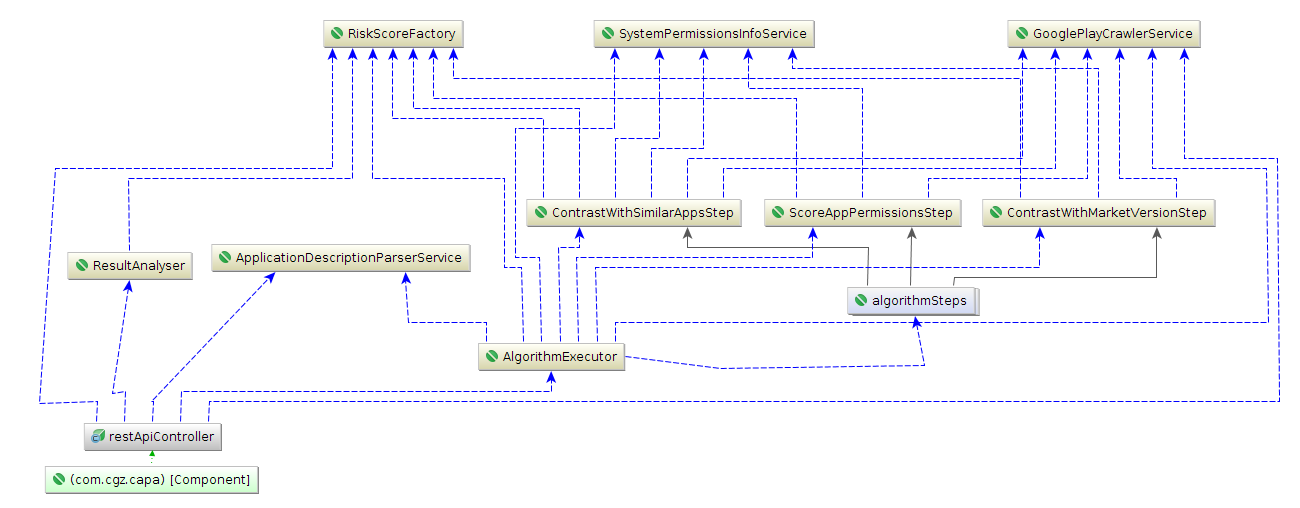 RiskScoreFactory
SystemPermissionsInfoService
GooglePlayCrawlerService
ContrastWithSimilarAppsStep
ScoreAppPermissionsStep
ContrastWithMarketVersionStep
ResultAnalyser
ApplicationDescriptionParserService
algorithmSteps
AlgorithmExecutor
restApiController
(com.cgz.capa) [Component]